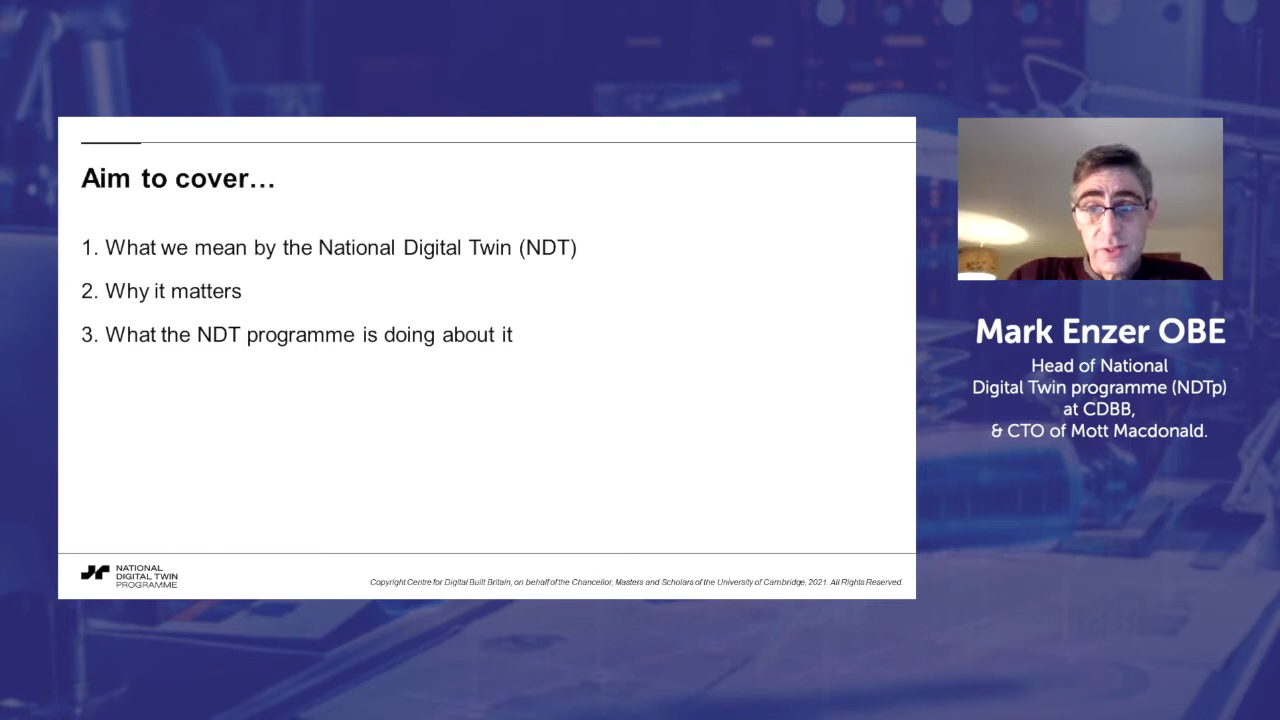 Aim to cover…
1. What we mean by the National Digital Twin (NDT)
2. Why it matters
3. What the NDT programme is doing about it
NATIONAL
DIGITAL TWIN
PROGRAMME
Copyright Centre for Digital Built Britain, on behalf of the Chancellor, Masters and Scholars of the University of Cambridge, 2021. All Rights Reserved.
Mark Enzer OBE
Head of National
Digital Twin programme (NDTp)
at CDBB,
& CTO of Mott Macdonald.